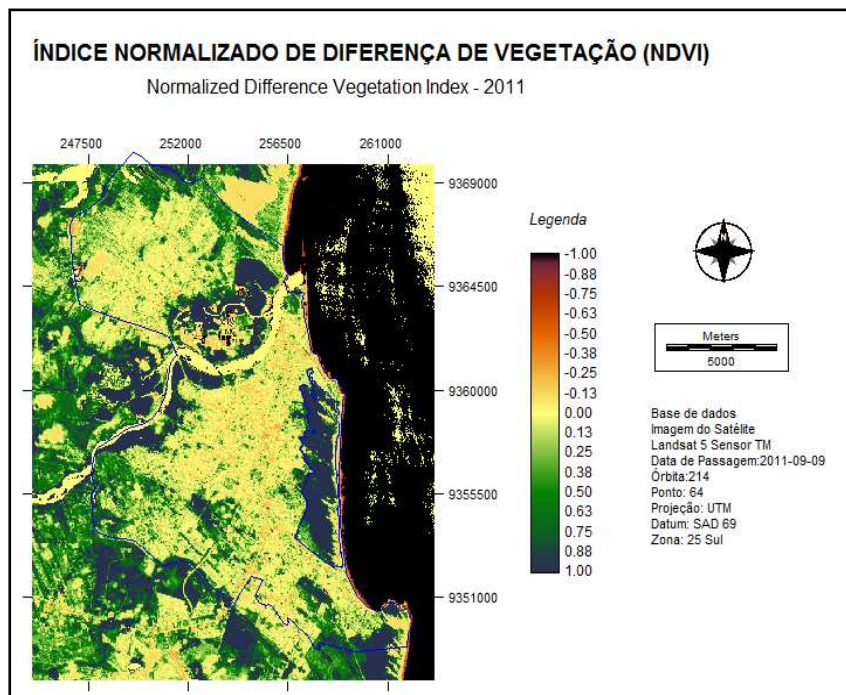 ÍNDICE NORMALIZADO DE DIFERENÇA DE VEGETAÇÃO (NDVI)
Normalized Difference Vegetation Index - 2011
247500 252000 256500 261000
9369000
9364500
9360000
9355500
9351000
Legenda
-1.00
-0.88
-0.75
-0.63
-0.50
-0.38
-0.25
-0.13
0.00
0.13
0.25
0.38
0.50
0.63
0.75
0.88
1.00
N
Meters
5000
Base de dados
Imagem do Satélite
Landsat 5 Sensor TM
Data de Passagem:2011-09-09
Órbita:214
Ponto: 64
Projeção: UTM
Datum: SAD 69
Zona: 25 Sul